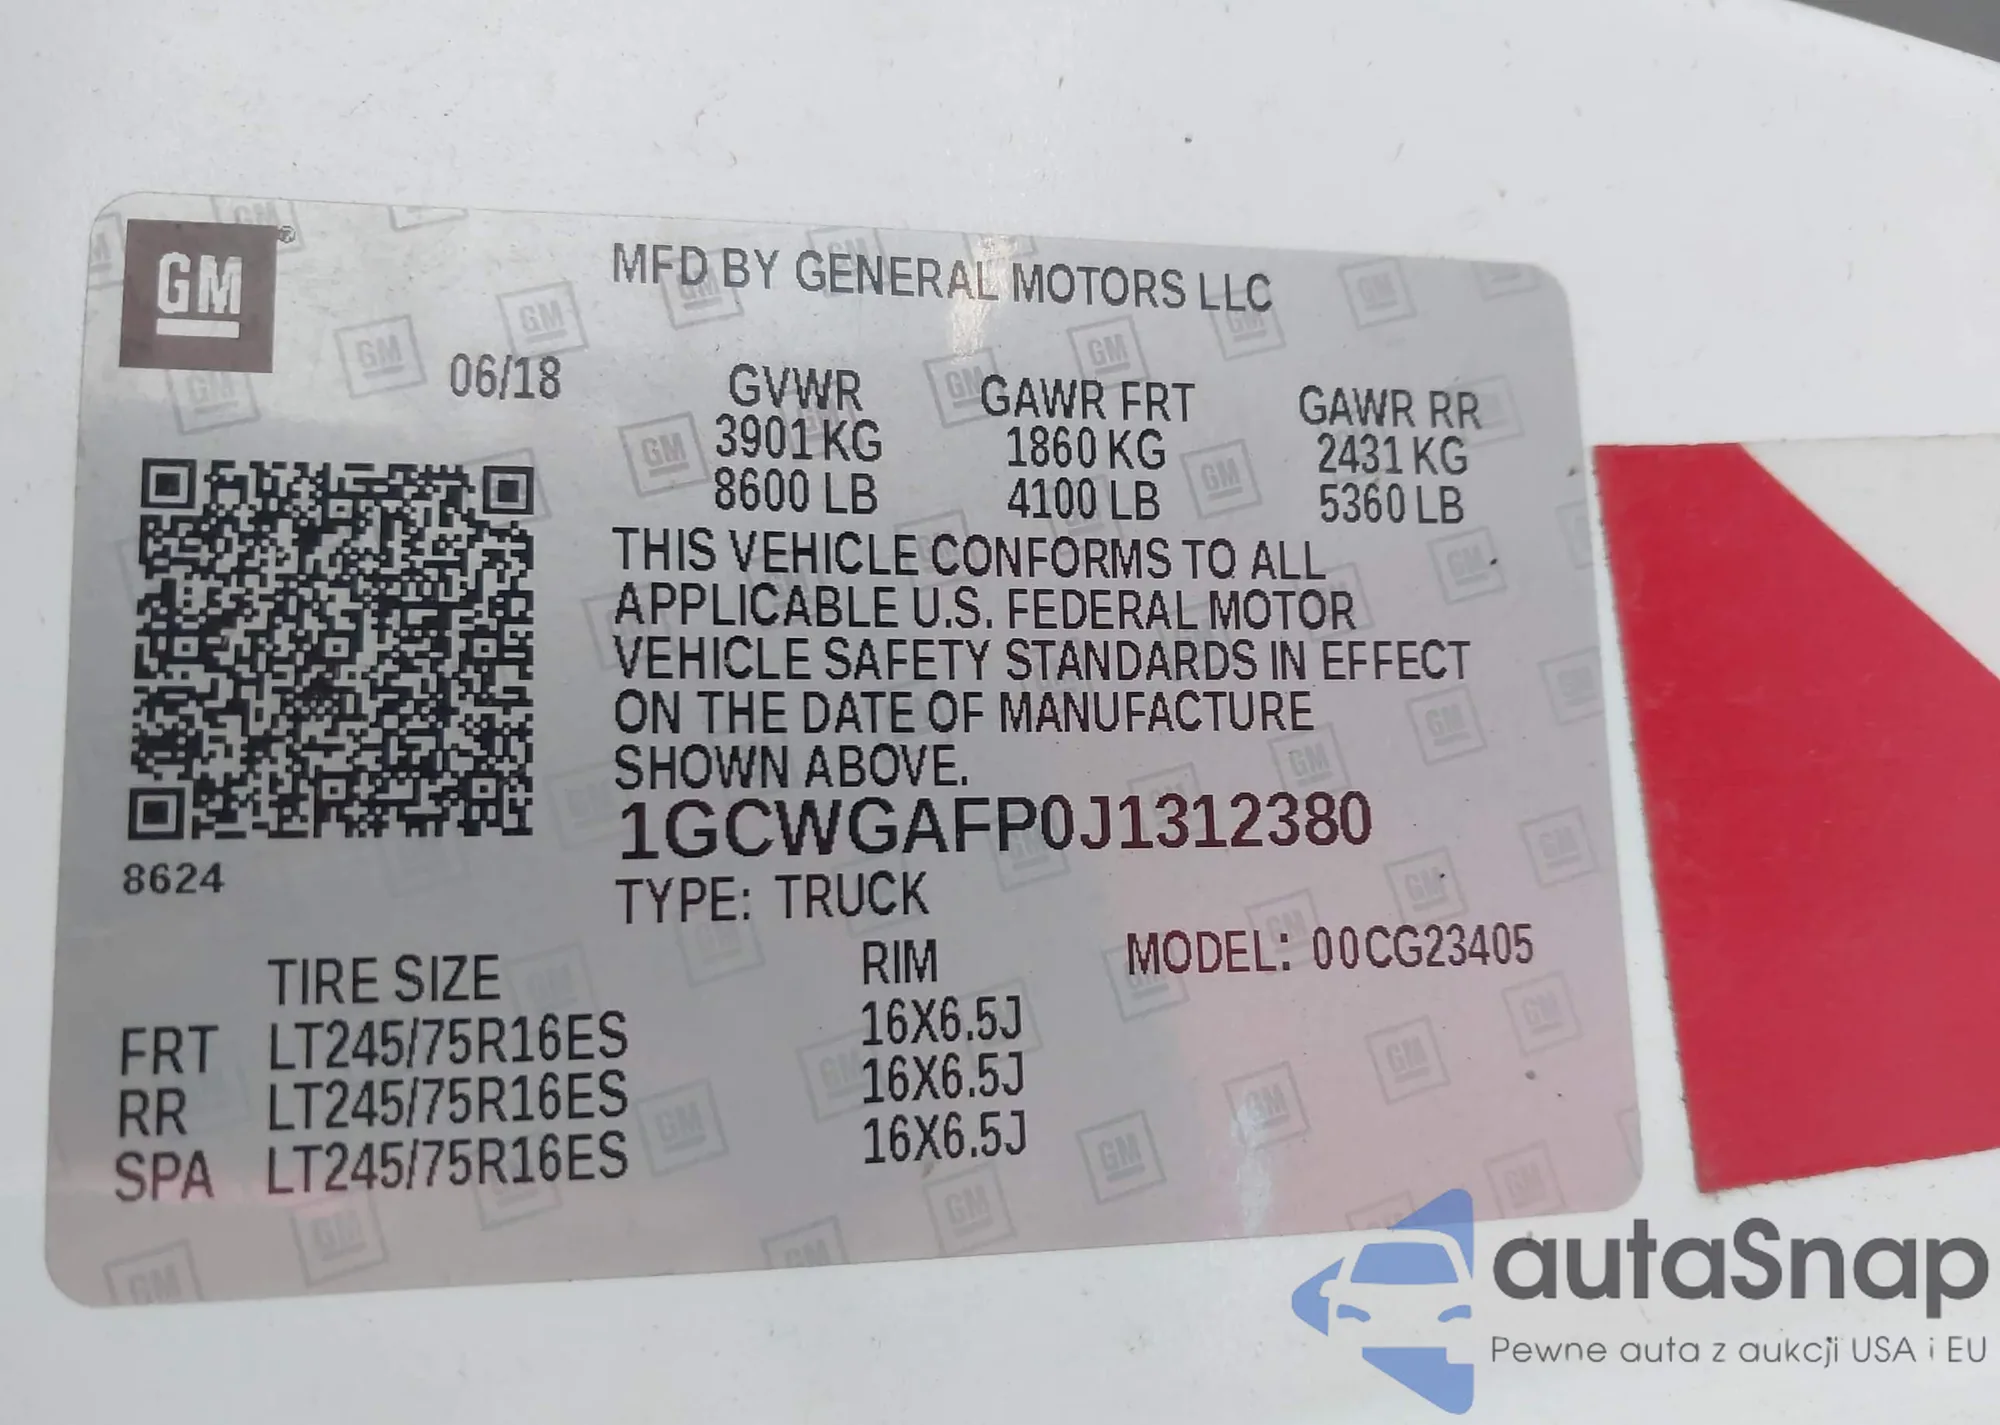 GM
MFD BY GENERAL MOTORS LLC
06/18
GVWR GAWR FRT GAWR RR
3901 KG 1860 KG 2431 KG
8600 LB 4100 LB 5360 LB
THIS VEHICLE CONFORMS TO ALL
APPLICABLE U.S. FEDERAL MOTOR
VEHICLE SAFETY STANDARDS IN EFFECT
ON THE DATE OF MANUFACTURE
SHOWN ABOVE.
1GCWGAFP0J1312380
8624
TYPE: TRUCK
MODEL: 00CG23405
TIRE SIZE RIM
FRT LT245/75R16ES 16X6.5J
RR LT245/75R16ES 16X6.5J
SPA LT245/75R16ES 16X6.5J
autaSnap
Pewne auta z aukcji USA i EU